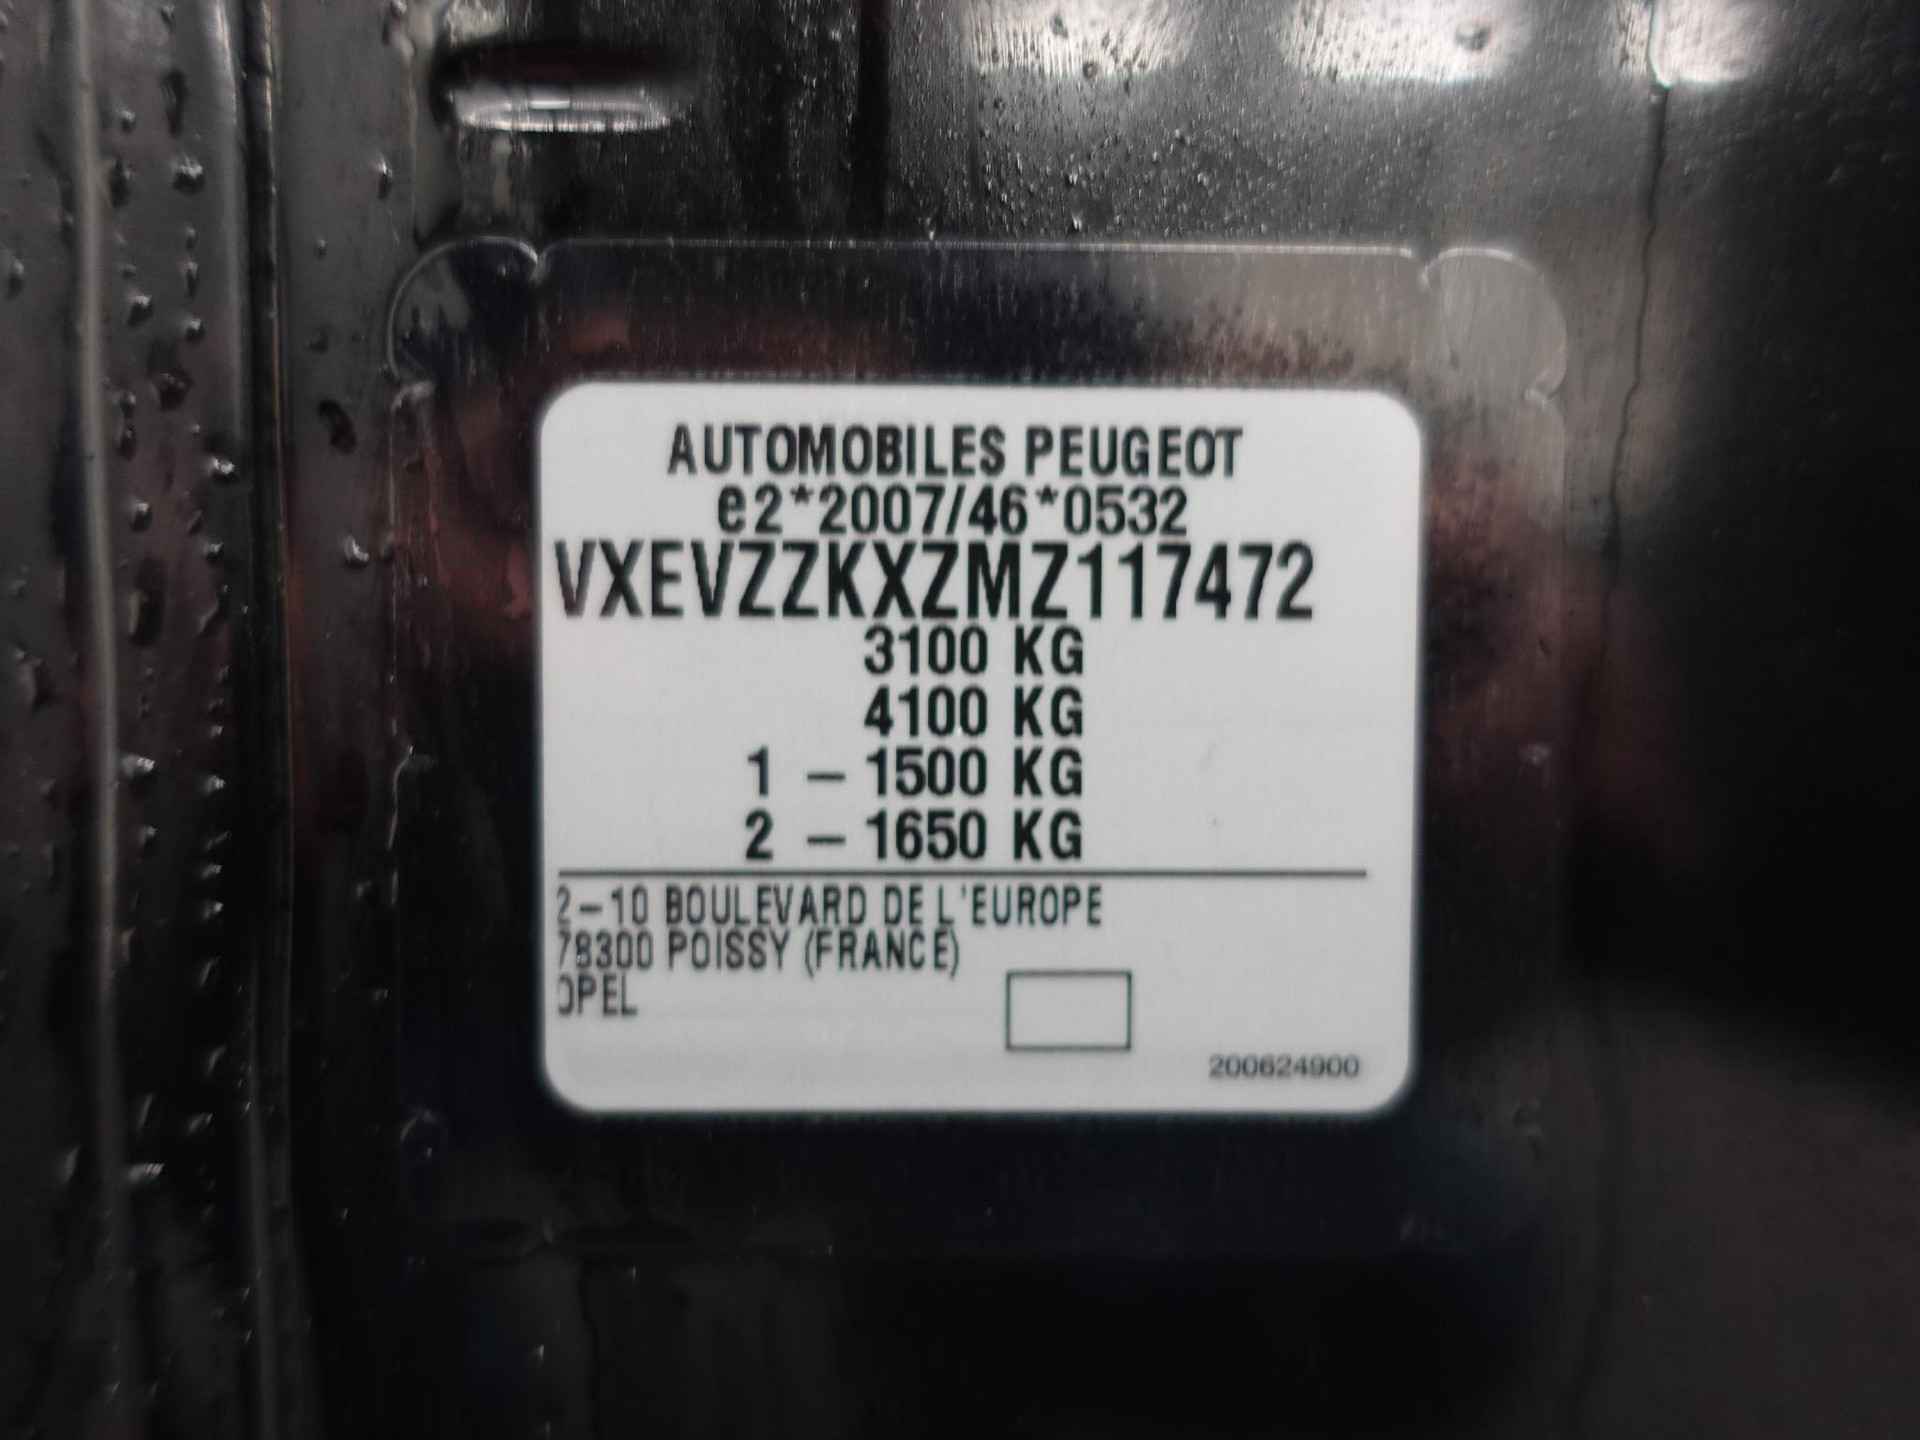 AUTOMOBILES PEUGEOT
e2*2007/46*0532
VXEVZZKXZMZ117472
3100 KG
4100 KG
1 – 1500 KG
2 – 1650 KG
2–10 BOULEVARD DE L'EUROPE
78300 POISSY (FRANCE)
OPEL
200624900